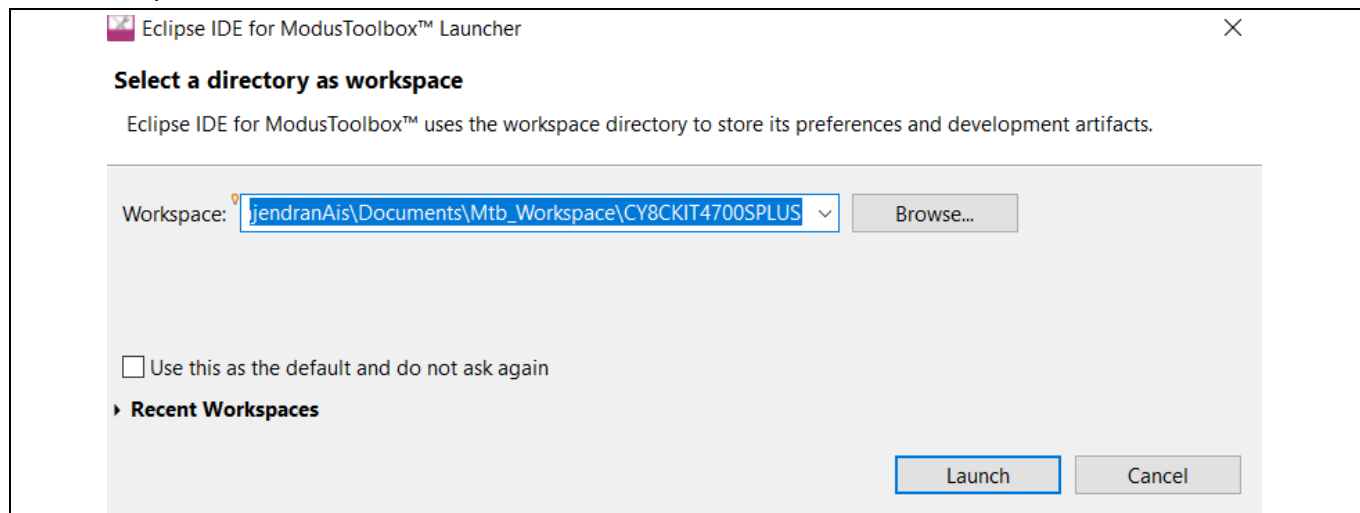 Eclipse IDE for ModusToolbox™ Launcher
Select a directory as workspace
Eclipse IDE for ModusToolbox™ uses the workspace directory to store its preferences and development artifacts.
Workspace: jendranAis\Documents\Mtb_Workspace\CY8CKIT4700SPLUS Browse...
Use this as the default and do not ask again
Recent Workspaces
Launch Cancel